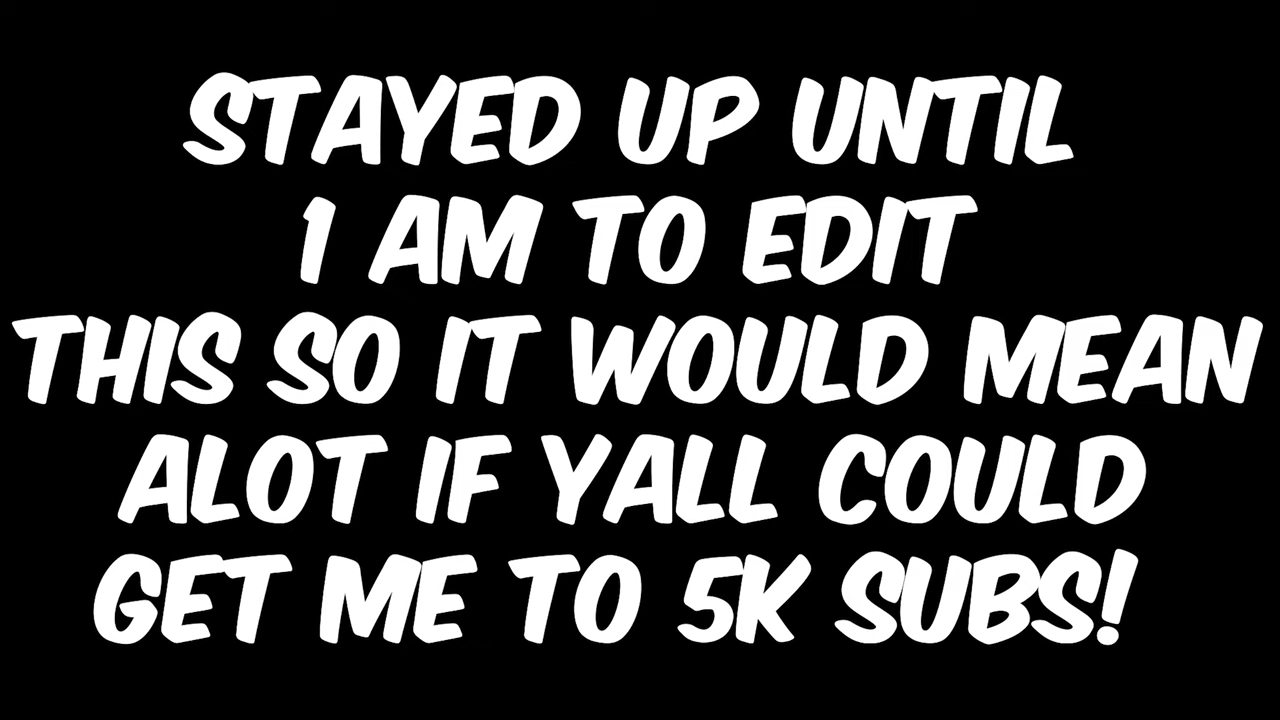 STAYED UP UNTIL
1 AM TO EDIT
THIS SO IT WOULD MEAN
ALOT IF YALL COULD
GET ME TO 5K SUBS!